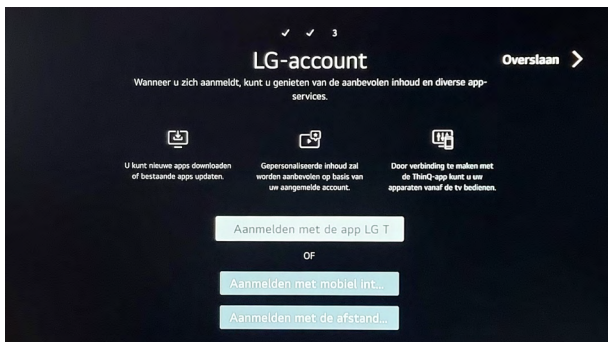 3
LG-account
Overslaan
Wanneer u zich aanmeldt, kunt u genieten van de aanbevolen inhoud en diverse app-
services.
U kunt nieuwe apps downloaden
of bestaande apps updaten.
Gepersonaliseerde inhoud zal
worden aanbevolen op basis van
uw aangemelde account.
Door verbinding te maken met
de ThinQ-app kunt u uw
apparaten vanaf de tv bedienen.
Aanmelden met de app LG T
OF
Aanmelden met mobiel int...
Aanmelden met de afstand...